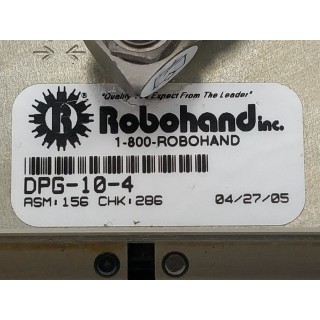 "Quality You Expect From The Leader"
R ®
Robohand inc.
1-800-ROBOHAND
DPG-10-4
ASM: 156 CHK: 286 04/27/05